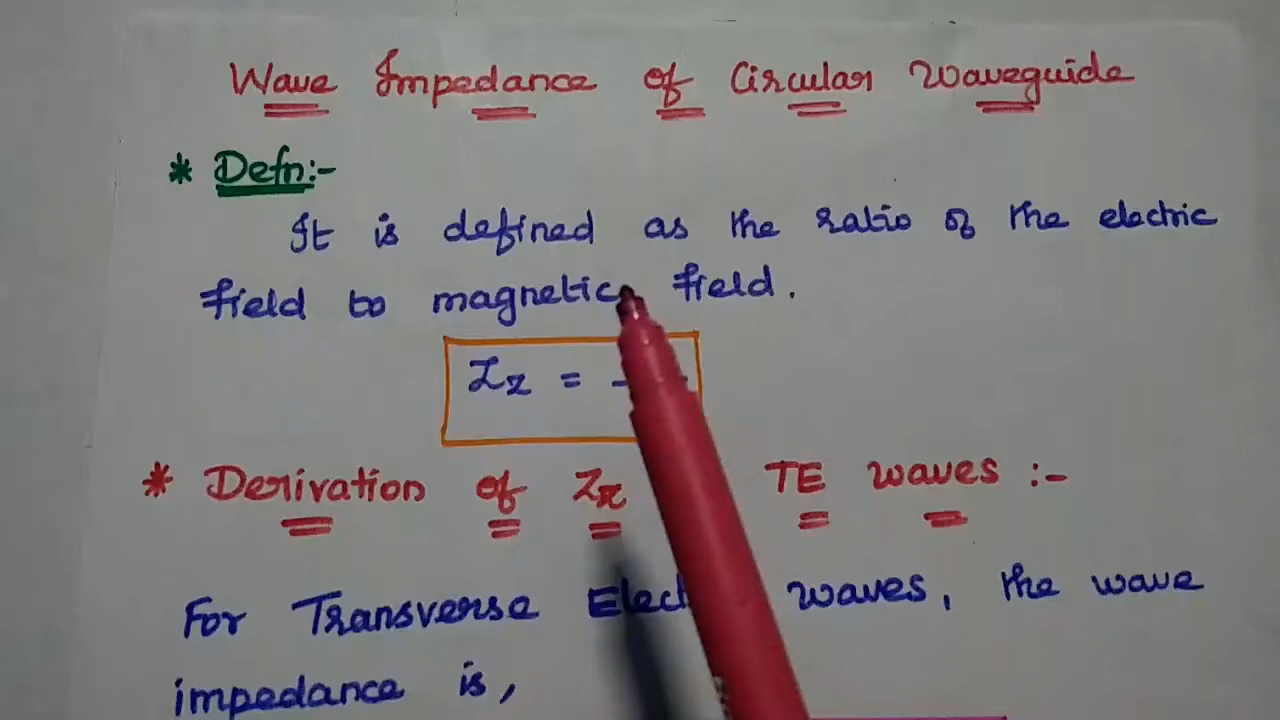 Wave Impedance of Circular Waveguide
* Defn:-
It is defined as the ratio of the electric
field to magnetic field.
Zz =
* Derivation of Zz TE waves :-
For Transverse Elect waves, the wave
impedance is,